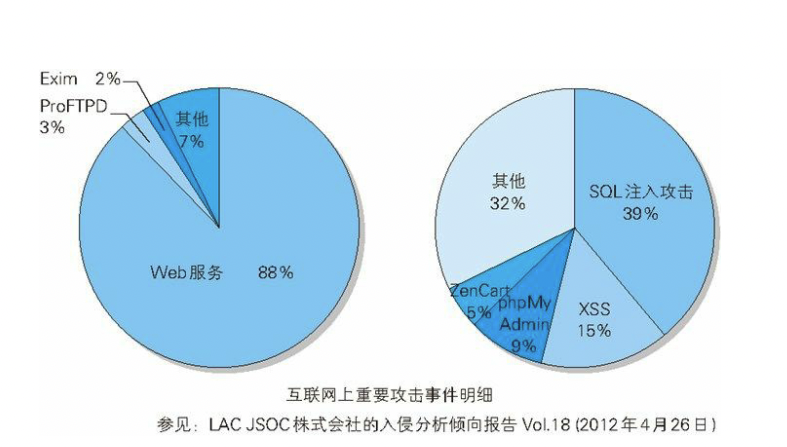 Exim 2%
ProFTPD
3%
其他
7%
Web服务 88%
其他
32%
SQL注入攻击
39%
ZenCart
5%
phpMy
Admin
9%
XSS
15%
互联网上重要攻击事件明细
参见：LAC JSOC株式会社的入侵分析倾向报告 Vol.18 (2012年4月26日)